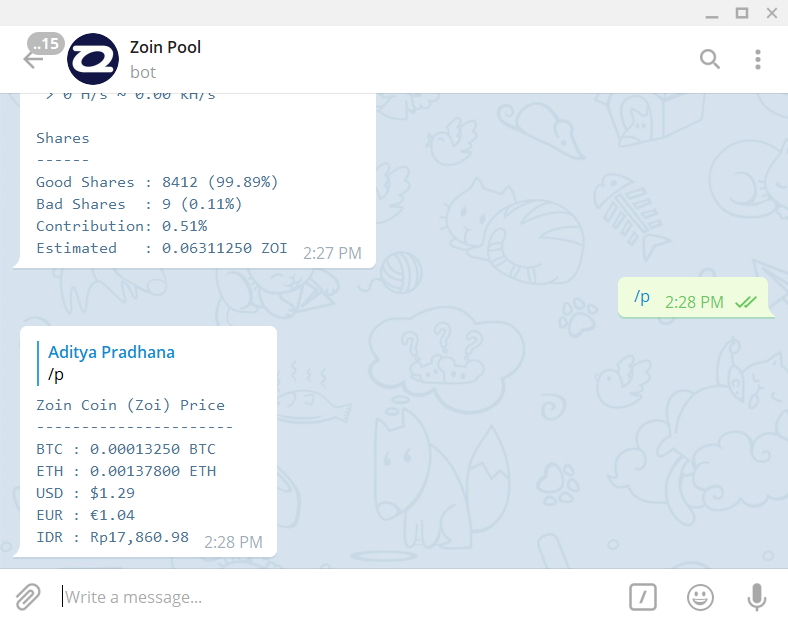 ..15
Zoin Pool
bot
> 0 H/s ~ 0.00 kH/s
Shares
------
Good Shares : 8412 (99.89%)
Bad Shares  : 9 (0.11%)
Contribution: 0.51%
Estimated   : 0.06311250 ZOI
2:27 PM
/p
2:28 PM
Aditya Pradhana
/p
Zoin Coin (Zoi) Price
----------------------
BTC : 0.00013250 BTC
ETH : 0.00137800 ETH
USD : $1.29
EUR : €1.04
IDR : Rp17,860.98
2:28 PM
Write a message...